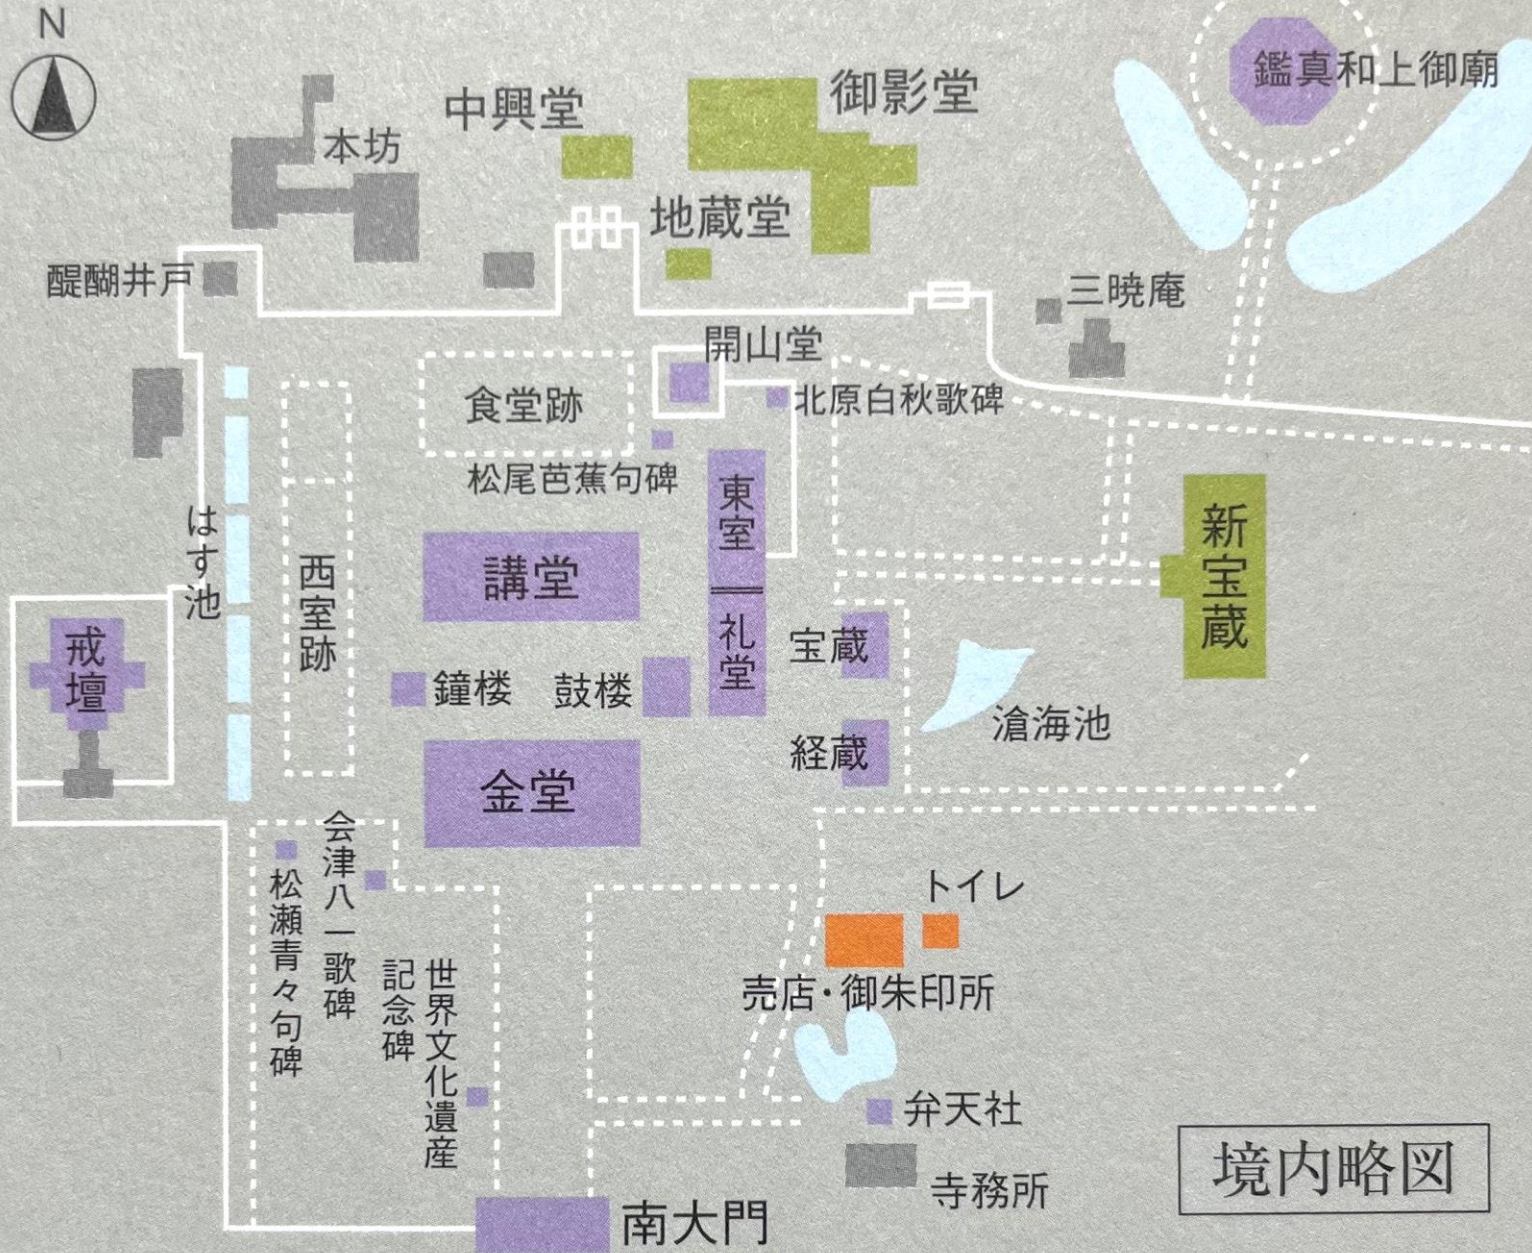 N
鑑真和上御廟
御影堂
中興堂
本坊
地蔵堂
醍醐井戸
三暁庵
開山堂
食堂跡
北原白秋歌碑
松尾芭蕉句碑
東室
礼堂
新宝蔵
はす池
西室跡
講堂
戒壇
宝蔵
鐘楼
鼓楼
滄海池
経蔵
金堂
会津八一歌碑
松瀬青々句碑
トイレ
世界文化遺産
記念碑
売店・御朱印所
弁天社
寺務所
境内略図
南大門